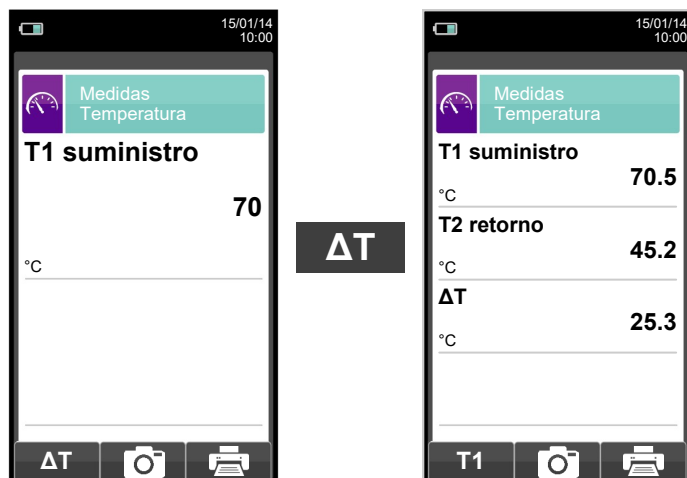 15/01/14
10:00
Medidas
Temperatura
T1 suministro
70
°C
ΔT
ΔT
15/01/14
10:00
Medidas
Temperatura
T1 suministro
70.5
°C
T2 retorno
45.2
°C
ΔT
25.3
°C
T1